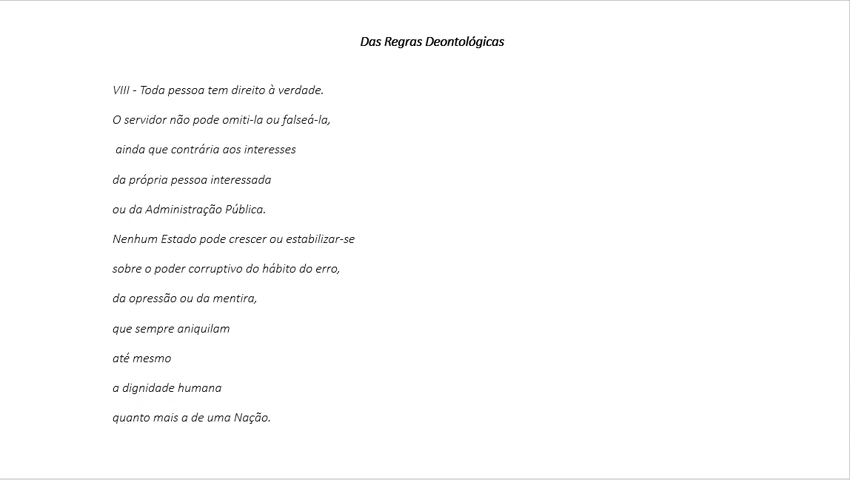 Das Regras Deontológicas
VIII - Toda pessoa tem direito à verdade.
O servidor não pode omiti-la ou falseá-la,
ainda que contrária aos interesses
da própria pessoa interessada
ou da Administração Pública.
Nenhum Estado pode crescer ou estabilizar-se
sobre o poder corruptivo do hábito do erro,
da opressão ou da mentira,
que sempre aniquilam
até mesmo
a dignidade humana
quanto mais a de uma Nação.